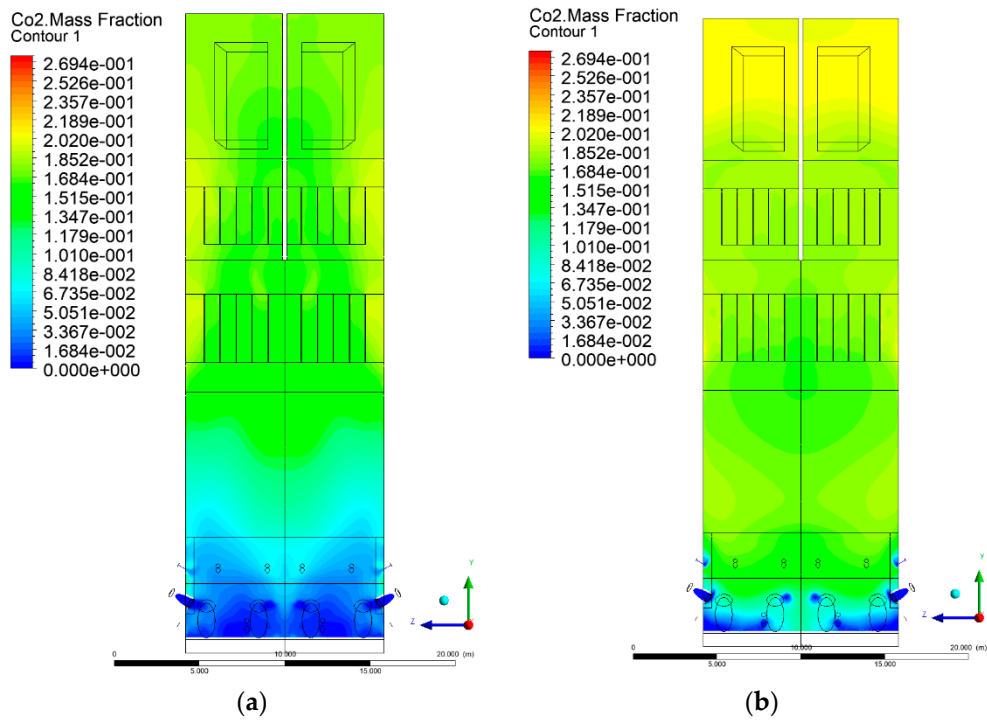 Co2.Mass Fraction
Contour 1
2.694e-001
2.526e-001
2.357e-001
2.189e-001
2.020e-001
1.852e-001
1.684e-001
1.515e-001
1.347e-001
1.179e-001
1.010e-001
8.418e-002
6.735e-002
5.051e-002
3.367e-002
1.684e-002
0.000e+000
Y
Z
0
10.000
20.000 (m)
5.000
15.000
(a)
Co2.Mass Fraction
Contour 1
2.694e-001
2.526e-001
2.357e-001
2.189e-001
2.020e-001
1.852e-001
1.684e-001
1.515e-001
1.347e-001
1.179e-001
1.010e-001
8.418e-002
6.735e-002
5.051e-002
3.367e-002
1.684e-002
0.000e+000
Y
Z
0
10.000
20.000 (m)
5.000
15.000
(b)